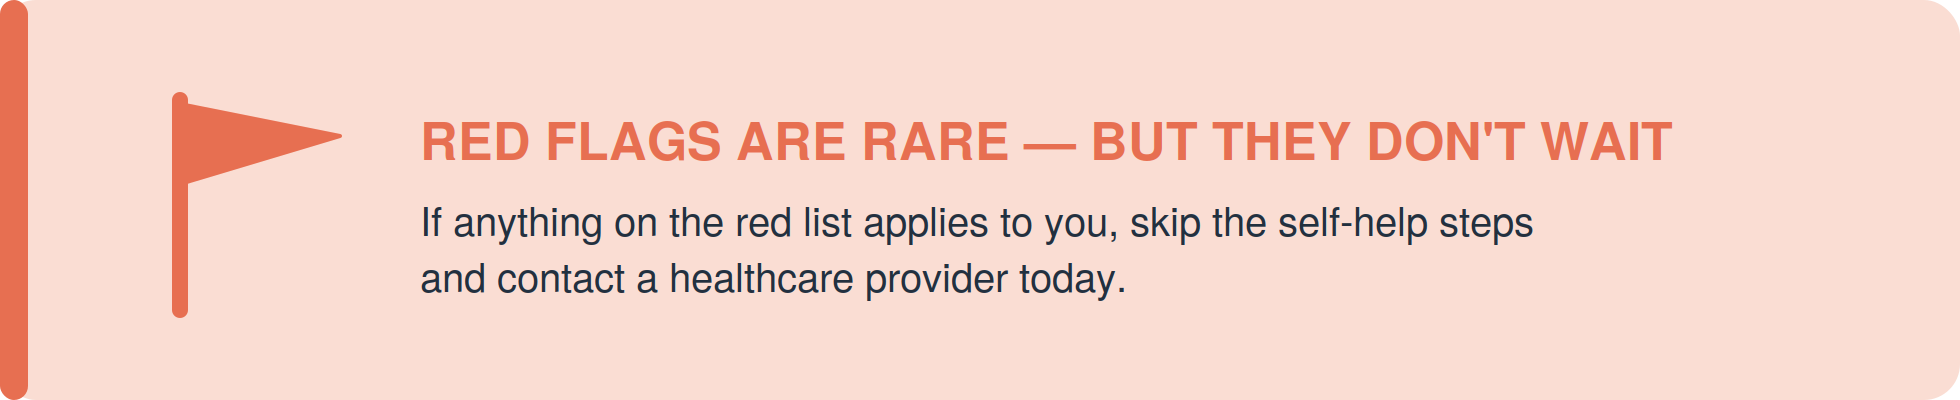 RED FLAGS ARE RARE — BUT THEY DON'T WAIT
If anything on the red list applies to you, skip the self-help steps
and contact a healthcare provider today.